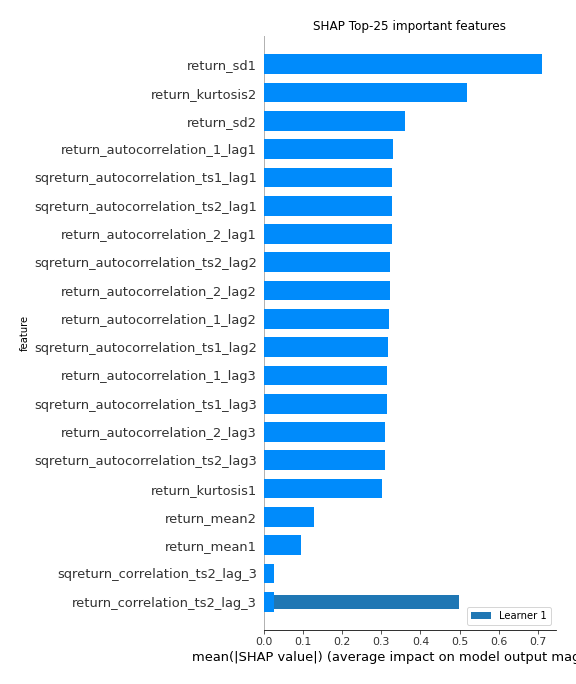 SHAP Top-25 important features
return_sd1
return_kurtosis2
return_sd2
return_autocorrelation_1_lag1
sqreturn_autocorrelation_ts1_lag1
sqreturn_autocorrelation_ts2_lag1
return_autocorrelation_2_lag1
sqreturn_autocorrelation_ts2_lag2
return_autocorrelation_2_lag2
return_autocorrelation_1_lag2
sqreturn_autocorrelation_ts1_lag2
return_autocorrelation_1_lag3
sqreturn_autocorrelation_ts1_lag3
return_autocorrelation_2_lag3
sqreturn_autocorrelation_ts2_lag3
return_kurtosis1
return_mean2
return_mean1
sqreturn_correlation_ts2_lag_3
return_correlation_ts2_lag_3
feature
Learner 1
0.0 0.1 0.2 0.3 0.4 0.5 0.6 0.7
mean(|SHAP value|) (average impact on model output mag